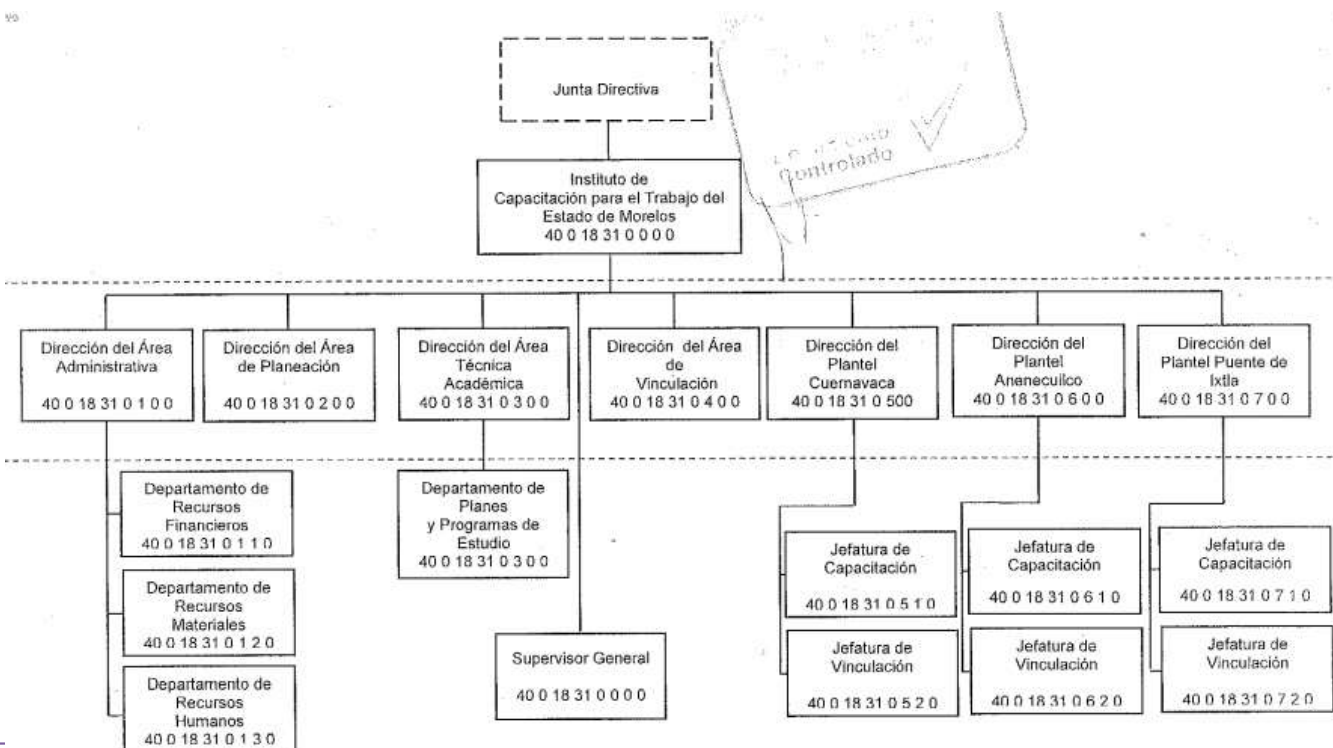 Junta Directiva
Instituto de
Capacitación para el Trabajo del
Estado de Morelos
40 0 18 31 0 0 0 0
Controlado
Dirección del Área
Administrativa
40 0 18 31 0 1 0 0
Dirección del Área
de Planeación
40 0 18 31 0 2 0 0
Dirección del Área
Técnica
Académica
40 0 18 31 0 3 0 0
Dirección del Área
de
Vinculación
40 0 18 31 0 4 0 0
Dirección del
Plantel
Cuernavaca
40 0 18 31 0 500
Dirección del
Plantel
Anenecuilco
40 0 18 31 0 6 0 0
Dirección del
Plantel Puente de
Ixtla
40 0 18 31 0 7 0 0
Departamento de
Recursos
Financieros
40 0 18 31 0 1 1 0
Departamento de
Recursos
Materiales
40 0 18 31 0 1 2 0
Departamento de
Recursos
Humanos
40 0 18 31 0 1 3 0
Departamento de
Planes
y Programas de
Estudio
40 0 18 31 0 3 0 0
Supervisor General
40 0 18 31 0 0 0 0
Jefatura de
Capacitación
40 0 18 31 0 5 1 0
Jefatura de
Vinculación
40 0 18 31 0 5 2 0
Jefatura de
Capacitación
40 0 18 31 0 6 1 0
Jefatura de
Vinculación
40 0 18 31 0 6 2 0
Jefatura de
Capacitación
40 0 18 31 0 7 1 0
Jefatura de
Vinculación
40 0 18 31 0 7 2 0